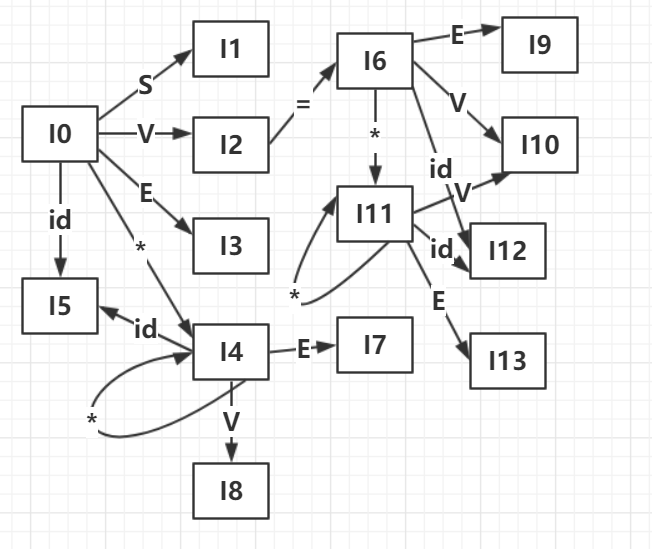 I1
I6
E
I9
S
V
=
I0
V
I2
*
I10
id
V
E
I11
id
*
I3
id
I12
*
E
I5
id
I4
E
I7
I13
*
V
I8